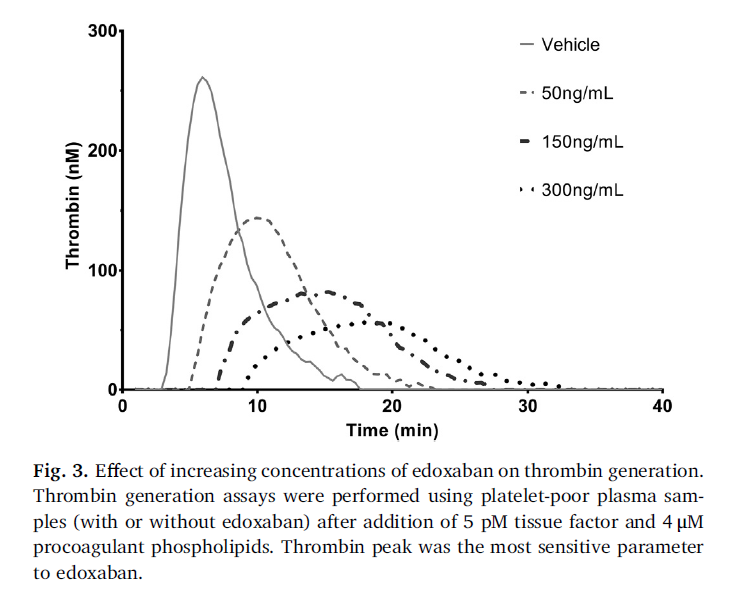 300
200
100
0
Thrombin (nM)
0 10 20 30 40
Time (min)
Vehicle
50ng/mL
150ng/mL
300ng/mL
Fig. 3. Effect of increasing concentrations of edoxaban on thrombin generation.
Thrombin generation assays were performed using platelet-poor plasma sam-
ples (with or without edoxaban) after addition of 5 pM tissue factor and 4 μM
procoagulant phospholipids. Thrombin peak was the most sensitive parameter
to edoxaban.